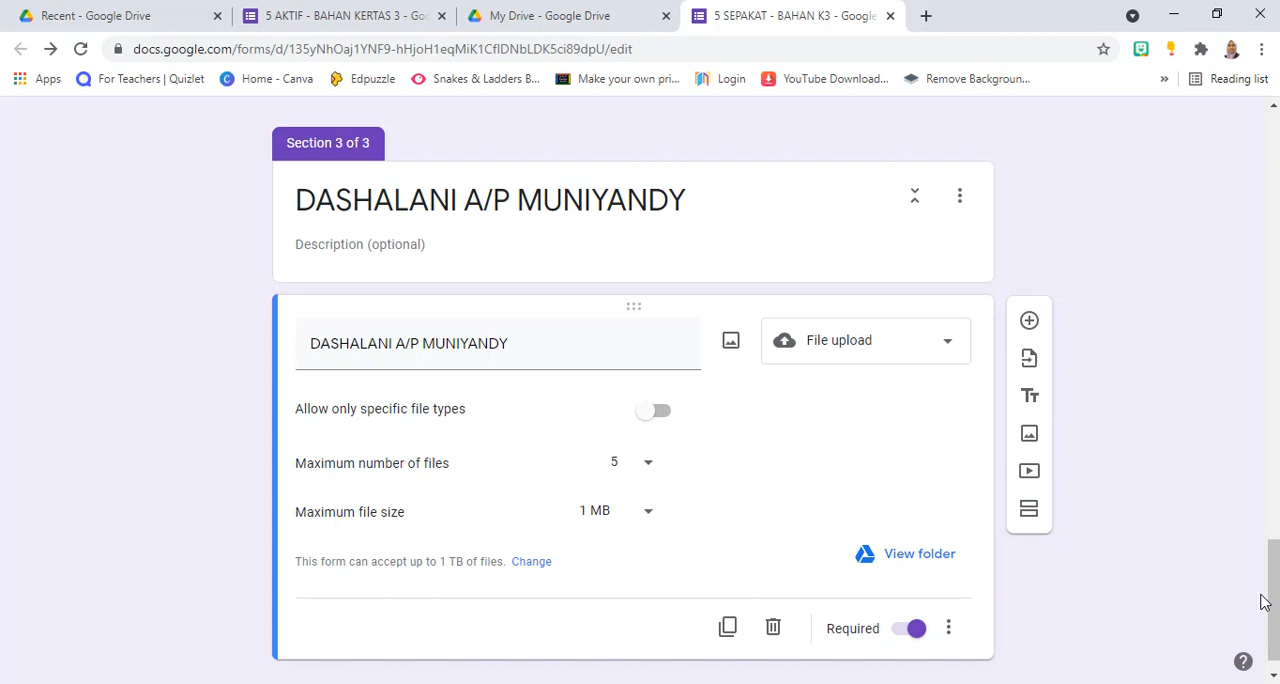 Recent - Google Drive
5 AKTIF - BAHAN KERTAS 3 - Go
My Drive - Google Drive
5 SEPAKAT - BAHAN K3 - Google
docs.google.com/forms/d/135yNhOaj1YNF9-hHjoH1eqMiK1CfIDNbLDK5ci89dpU/edit
Apps
For Teachers | Quizlet
Home - Canva
Edpuzzle
Snakes & Ladders B...
Make your own pri...
Login
YouTube Download...
Remove Backgroun...
»
Reading list
Section 3 of 3
DASHALANI A/P MUNIYANDY
Description (optional)
DASHALANI A/P MUNIYANDY
File upload
Allow only specific file types
Maximum number of files
5
Maximum file size
1 MB
This form can accept up to 1 TB of files. Change
View folder
Required